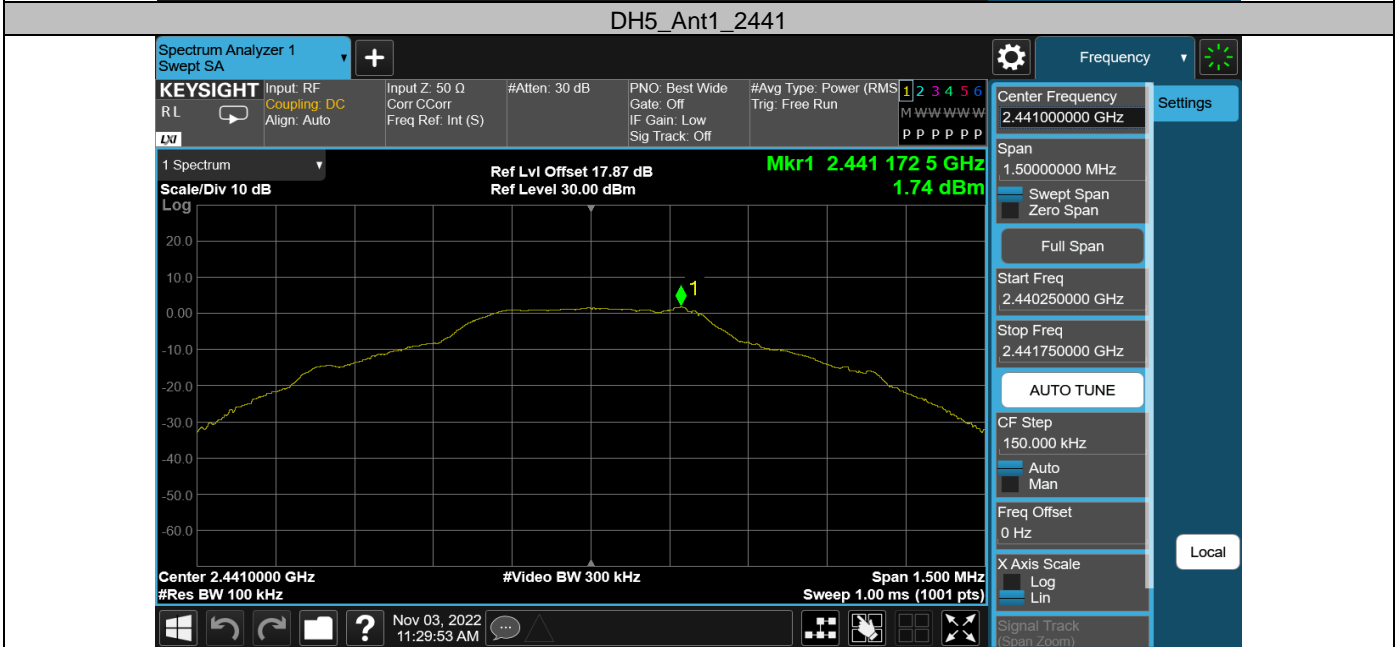 DH5_Ant1_2441
Spectrum Analyzer 1
Swept SA
Frequency
KEYSIGHT
RL
LXI
Input: RF
Coupling: DC
Align: Auto
Input Z: 50 Ω
Corr CCorr
Freq Ref: Int (S)
#Atten: 30 dB
PNO: Best Wide
Gate: Off
IF Gain: Low
Sig Track: Off
#Avg Type: Power (RMS
Trig: Free Run
1 2 3 4 5 6
M W W W W W
P P P P P P
1 Spectrum
Scale/Div 10 dB
Log
Ref Lvl Offset 17.87 dB
Ref Level 30.00 dBm
Mkr1 2.441 172 5 GHz
1.74 dBm
20.0
10.0
0.00
-10.0
-20.0
-30.0
-40.0
-50.0
-60.0
1
Center 2.4410000 GHz
#Res BW 100 kHz
#Video BW 300 kHz
Span 1.500 MHz
Sweep 1.00 ms (1001 pts)
Nov 03, 2022
11:29:53 AM
Center Frequency
2.441000000 GHz
Span
1.50000000 MHz
Swept Span
Zero Span
Full Span
Start Freq
2.440250000 GHz
Stop Freq
2.441750000 GHz
AUTO TUNE
CF Step
150.000 kHz
Auto
Man
Freq Offset
0 Hz
X Axis Scale
Log
Lin
Signal Track
(Span Zoom)
Settings
Local